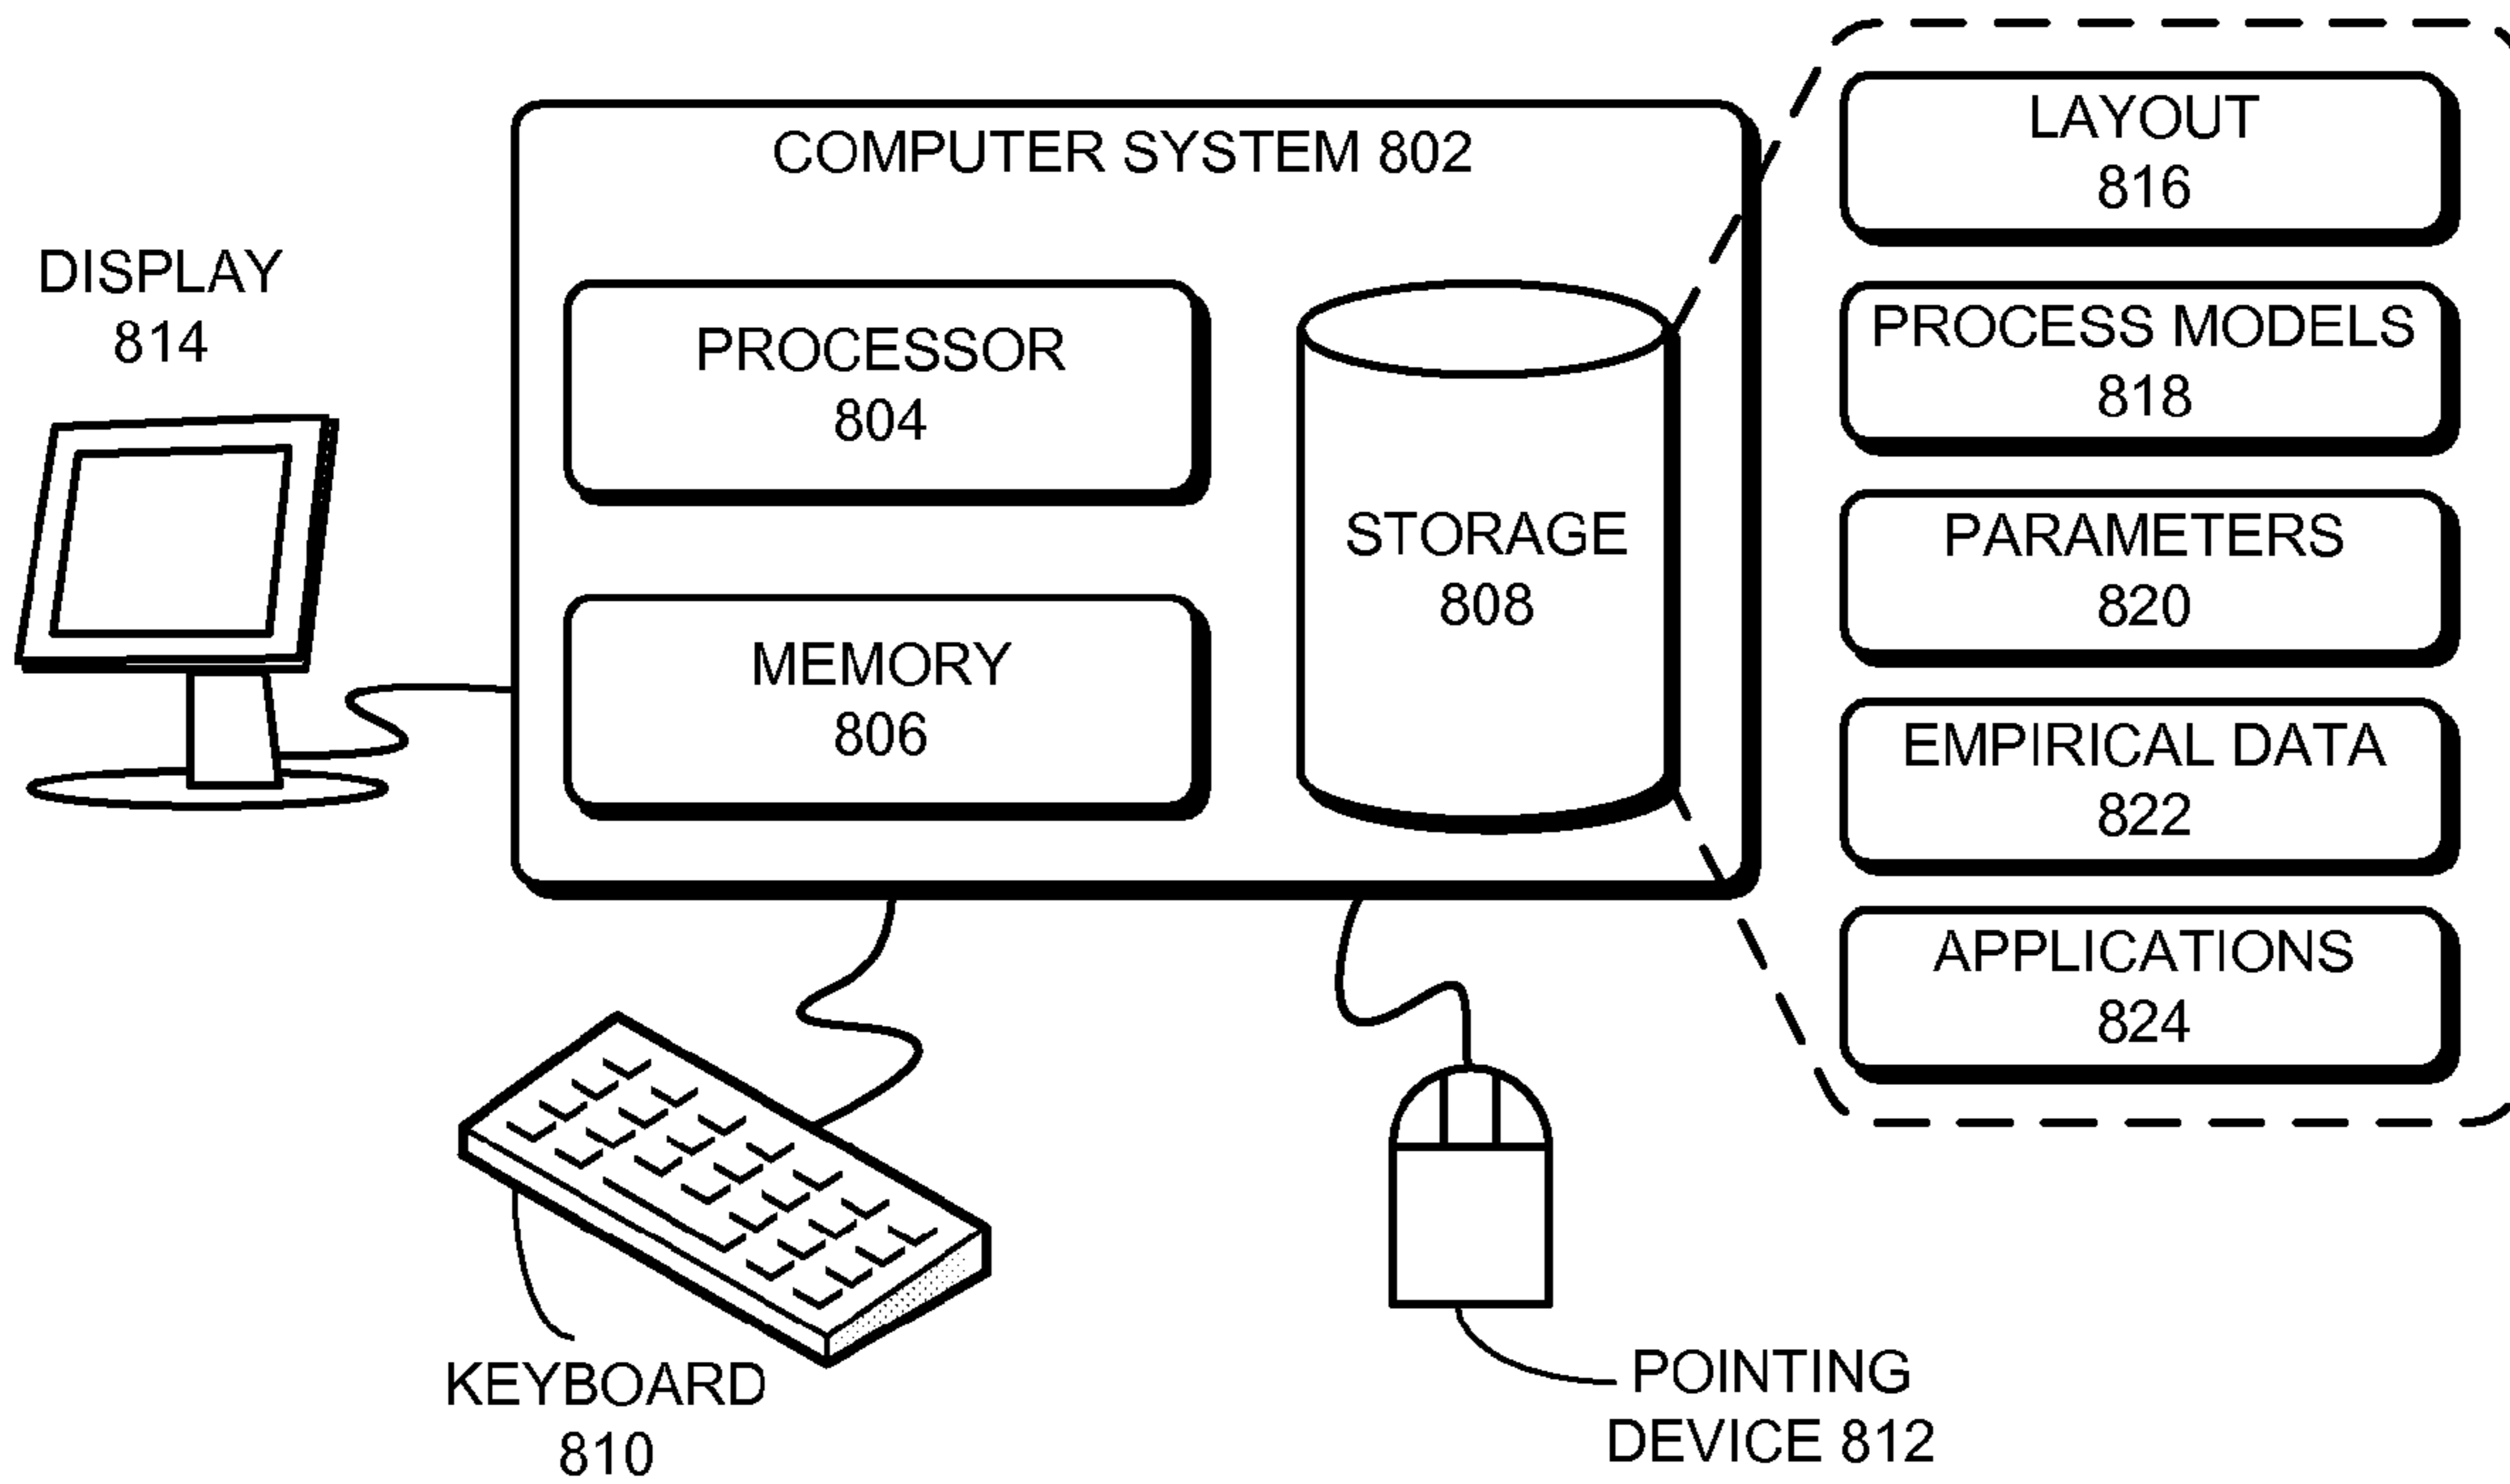 COMPUTER SYSTEM 802
DISPLAY
814
PROCESSOR
804
MEMORY
806
STORAGE
808
LAYOUT
816
PROCESS MODELS
818
PARAMETERS
820
EMPIRICAL DATA
822
APPLICATIONS
824
KEYBOARD
810
POINTING
DEVICE 812